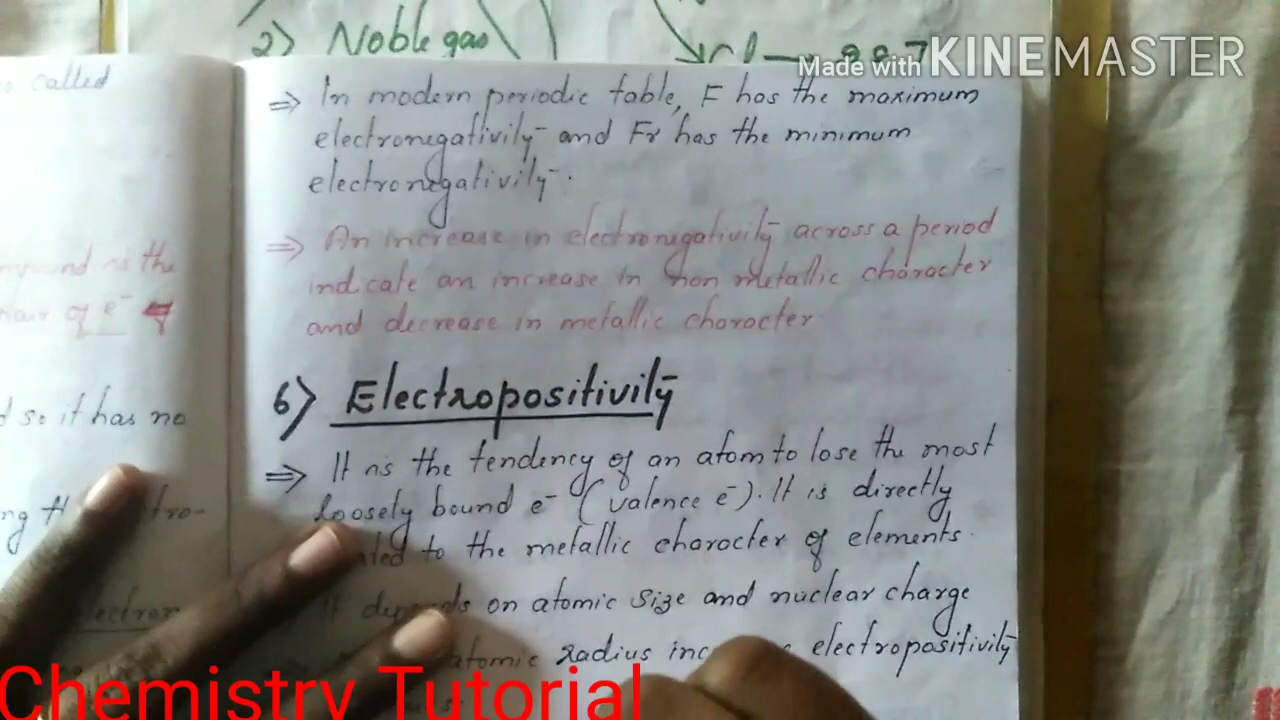 2) Noble gas
Made with KINEMASTER
called
⇒ In modern periodic table, F has the maximum
electronegativity and Fr has the minimum
electronegativity.
⇒ An increase in electronegativity across a period
indicate an increase in non metallic character
and decrease in metallic character
the
of e⁻
so it has no
6) Electropositivity
⇒ It is the tendency of an atom to lose the most
loosely bound e⁻ (valence e⁻). It is directly
to the metallic character of elements.
It depends on atomic size and nuclear charge
atomic radius electropositivity
Chemistry Tutorial